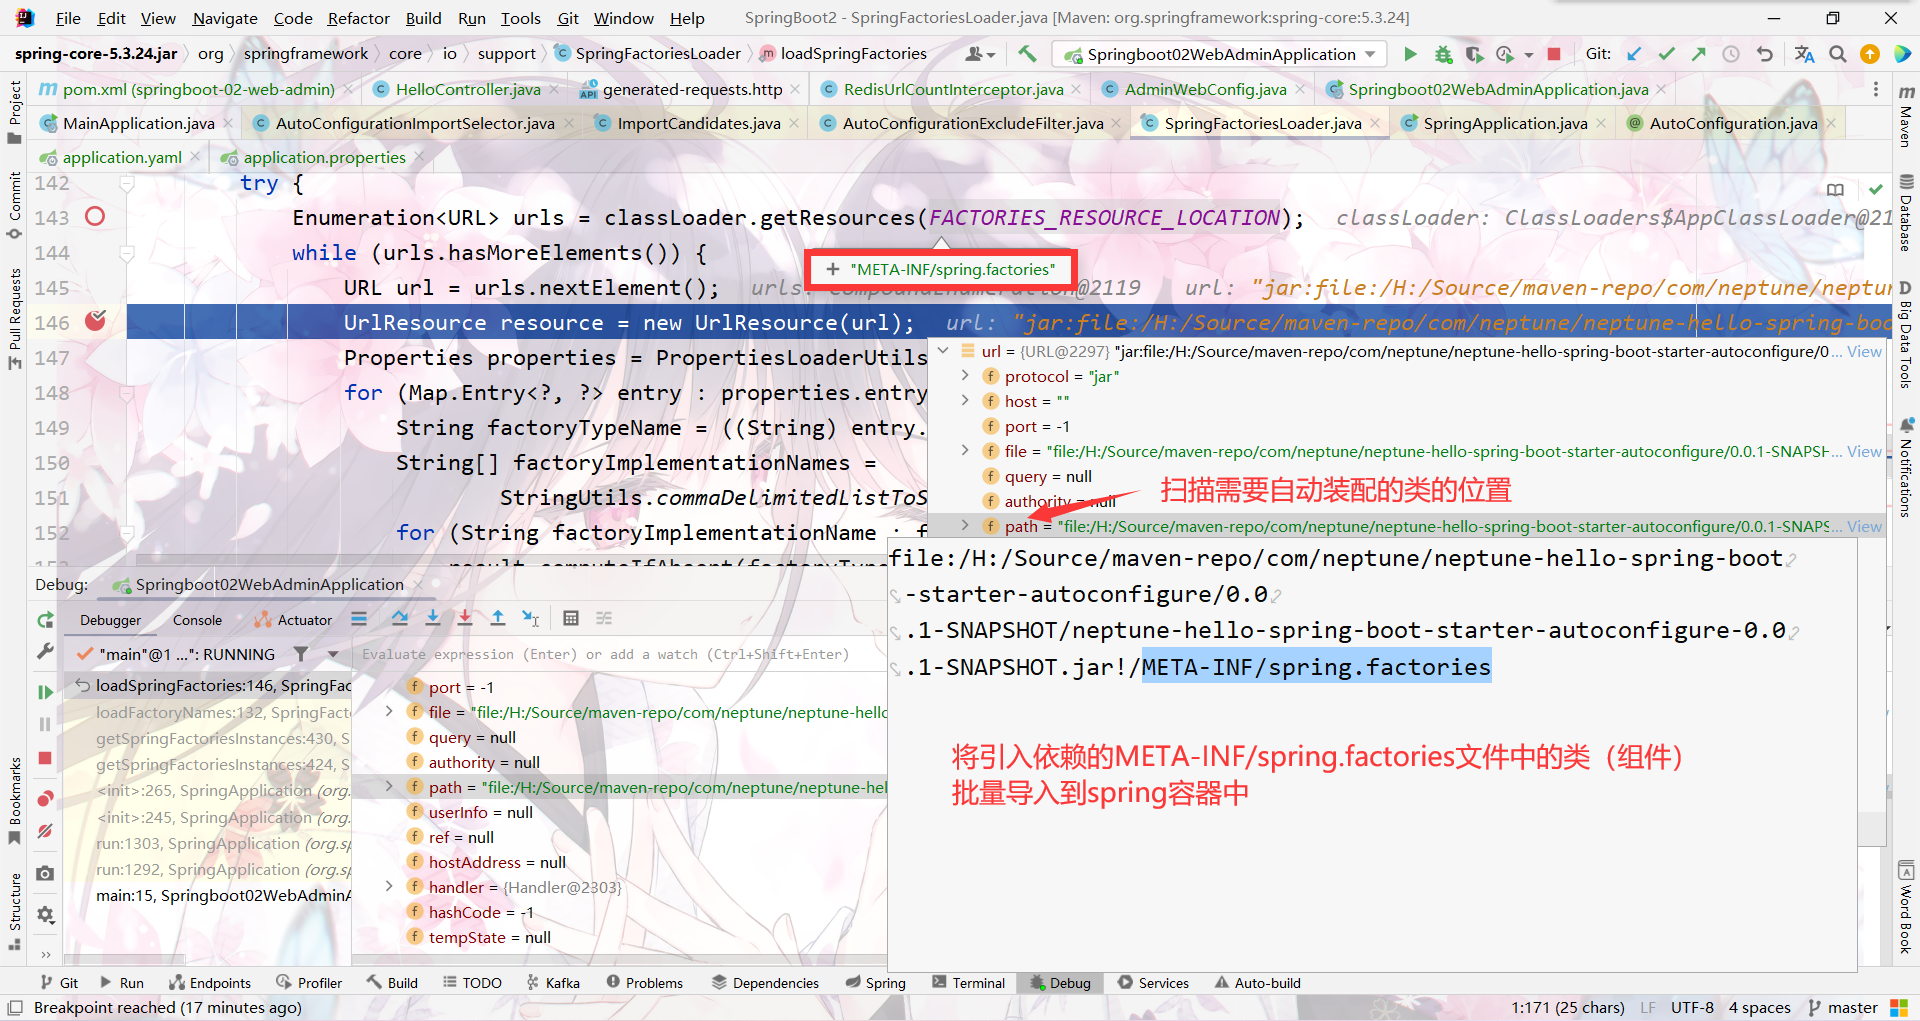 File Edit View Navigate Code Refactor Build Run Tools Git Window Help SpringBoot2 - SpringFactoriesLoader.java [Maven: org.springframework:spring-core:5.3.24]
spring-core-5.3.24.jar org springframework core io support SpringFactoriesLoader loadSpringFactories Springboot02WebAdminApplication Git:
pom.xml (springboot-02-web-admin) HelloController.java generated-requests.http RedisUrlCountInterceptor.java AdminWebConfig.java Springboot02WebAdminApplication.java
MainApplication.java AutoConfigurationImportSelector.java ImportCandidates.java AutoConfigurationExcludeFilter.java SpringFactoriesLoader.java SpringApplication.java AutoConfiguration.java
application.yaml application.properties
Project
Commit
Pull Requests
Bookmarks
Structure
Maven
Database
Big Data Tools
Notifications
Word Book
142 try {
143 Enumeration<URL> urls = classLoader.getResources(FACTORIES_RESOURCE_LOCATION); classLoader: ClassLoaders$AppClassLoader@21
144 while (urls.hasMoreElements()) {
+ "META-INF/spring.factories"
145 URL url = urls.nextElement(); urls: CompoundEnumeration@2119 url: "jar:file:/H:/Source/maven-repo/com/neptune/neptun
146 UrlResource resource = new UrlResource(url); url: "jar:file:/H:/Source/maven-repo/com/neptune/neptune-hello-spring-boo
147 Properties properties = PropertiesLoaderUtils
148 for (Map.Entry<?, ?> entry : properties.entry
149 String factoryTypeName = ((String) entry.
150 String[] factoryImplementationNames =
151 StringUtils.commaDelimitedListToS
152 for (String factoryImplementationName : f
result.computeIfAbsent(factoryType
url = {URL@2297} "jar:file:/H:/Source/maven-repo/com/neptune/neptune-hello-spring-boot-starter-autoconfigure/0... View
protocol = "jar"
host = ""
port = -1
file = "file:/H:/Source/maven-repo/com/neptune/neptune-hello-spring-boot-starter-autoconfigure/0.0.1-SNAPSH... View
query = null
authority = null
扫描需要自动装配的类的位置
path = "file:/H:/Source/maven-repo/com/neptune/neptune-hello-spring-boot-starter-autoconfigure/0.0.1-SNAPS... View
file:/H:/Source/maven-repo/com/neptune/neptune-hello-spring-boot
-starter-autoconfigure/0.0
.1-SNAPSHOT/neptune-hello-spring-boot-starter-autoconfigure-0.0
.1-SNAPSHOT.jar!/META-INF/spring.factories
将引入依赖的META-INF/spring.factories文件中的类（组件）
批量导入到spring容器中
Debug: Springboot02WebAdminApplication
Debugger Console Actuator
"main"@1 ...": RUNNING
Evaluate expression (Enter) or add a watch (Ctrl+Shift+Enter)
loadSpringFactories:146, SpringFac
loadFactoryNames:132, SpringFact
getSpringFactoriesInstances:430, S
getSpringFactoriesInstances:424, S
<init>:265, SpringApplication (org.
<init>:245, SpringApplication (org.
run:1303, SpringApplication (org.s
run:1292, SpringApplication (org.s
main:15, Springboot02WebAdminA
port = -1
file = "file:/H:/Source/maven-repo/com/neptune/neptune-hello
query = null
authority = null
path = "file:/H:/Source/maven-repo/com/neptune/neptune-hel
userInfo = null
ref = null
hostAddress = null
handler = {Handler@2303}
hashCode = -1
tempState = null
Git Run Endpoints Profiler Build TODO Kafka Problems Dependencies Spring Terminal Debug Services Auto-build
Breakpoint reached (17 minutes ago) 1:171 (25 chars) LF UTF-8 4 spaces master